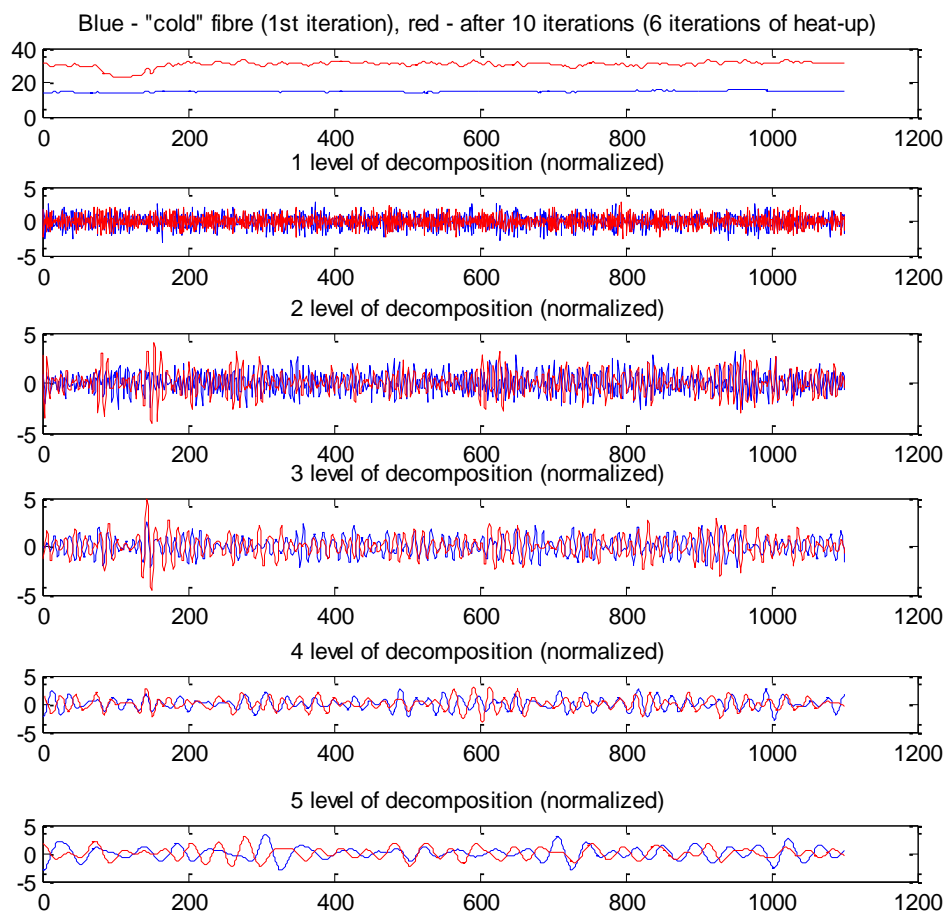 Blue - "cold" fibre (1st iteration), red - after 10 iterations (6 iterations of heat-up)
40
20
0
0 200 400 600 800 1000 1200
1 level of decomposition (normalized)
5
0
-5
0 200 400 600 800 1000 1200
2 level of decomposition (normalized)
5
0
-5
0 200 400 600 800 1000 1200
3 level of decomposition (normalized)
5
0
-5
0 200 400 600 800 1000 1200
4 level of decomposition (normalized)
5
0
-5
0 200 400 600 800 1000 1200
5 level of decomposition (normalized)
5
0
-5
0 200 400 600 800 1000 1200